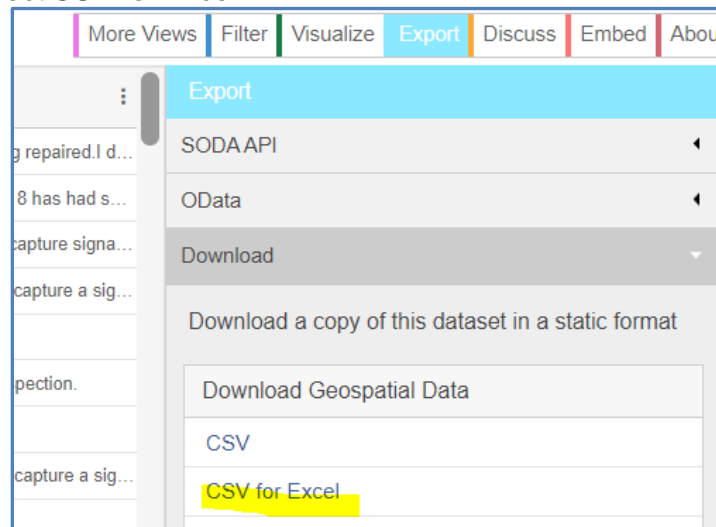 More Views Filter Visualize Export Discuss Embed Abou
Export
g repaired.I d...
SODA API
8 has had s...
OData
capture signa...
Download
capture a sig...
Download a copy of this dataset in a static format
pection.
Download Geospatial Data
CSV
capture a sig...
CSV for Excel